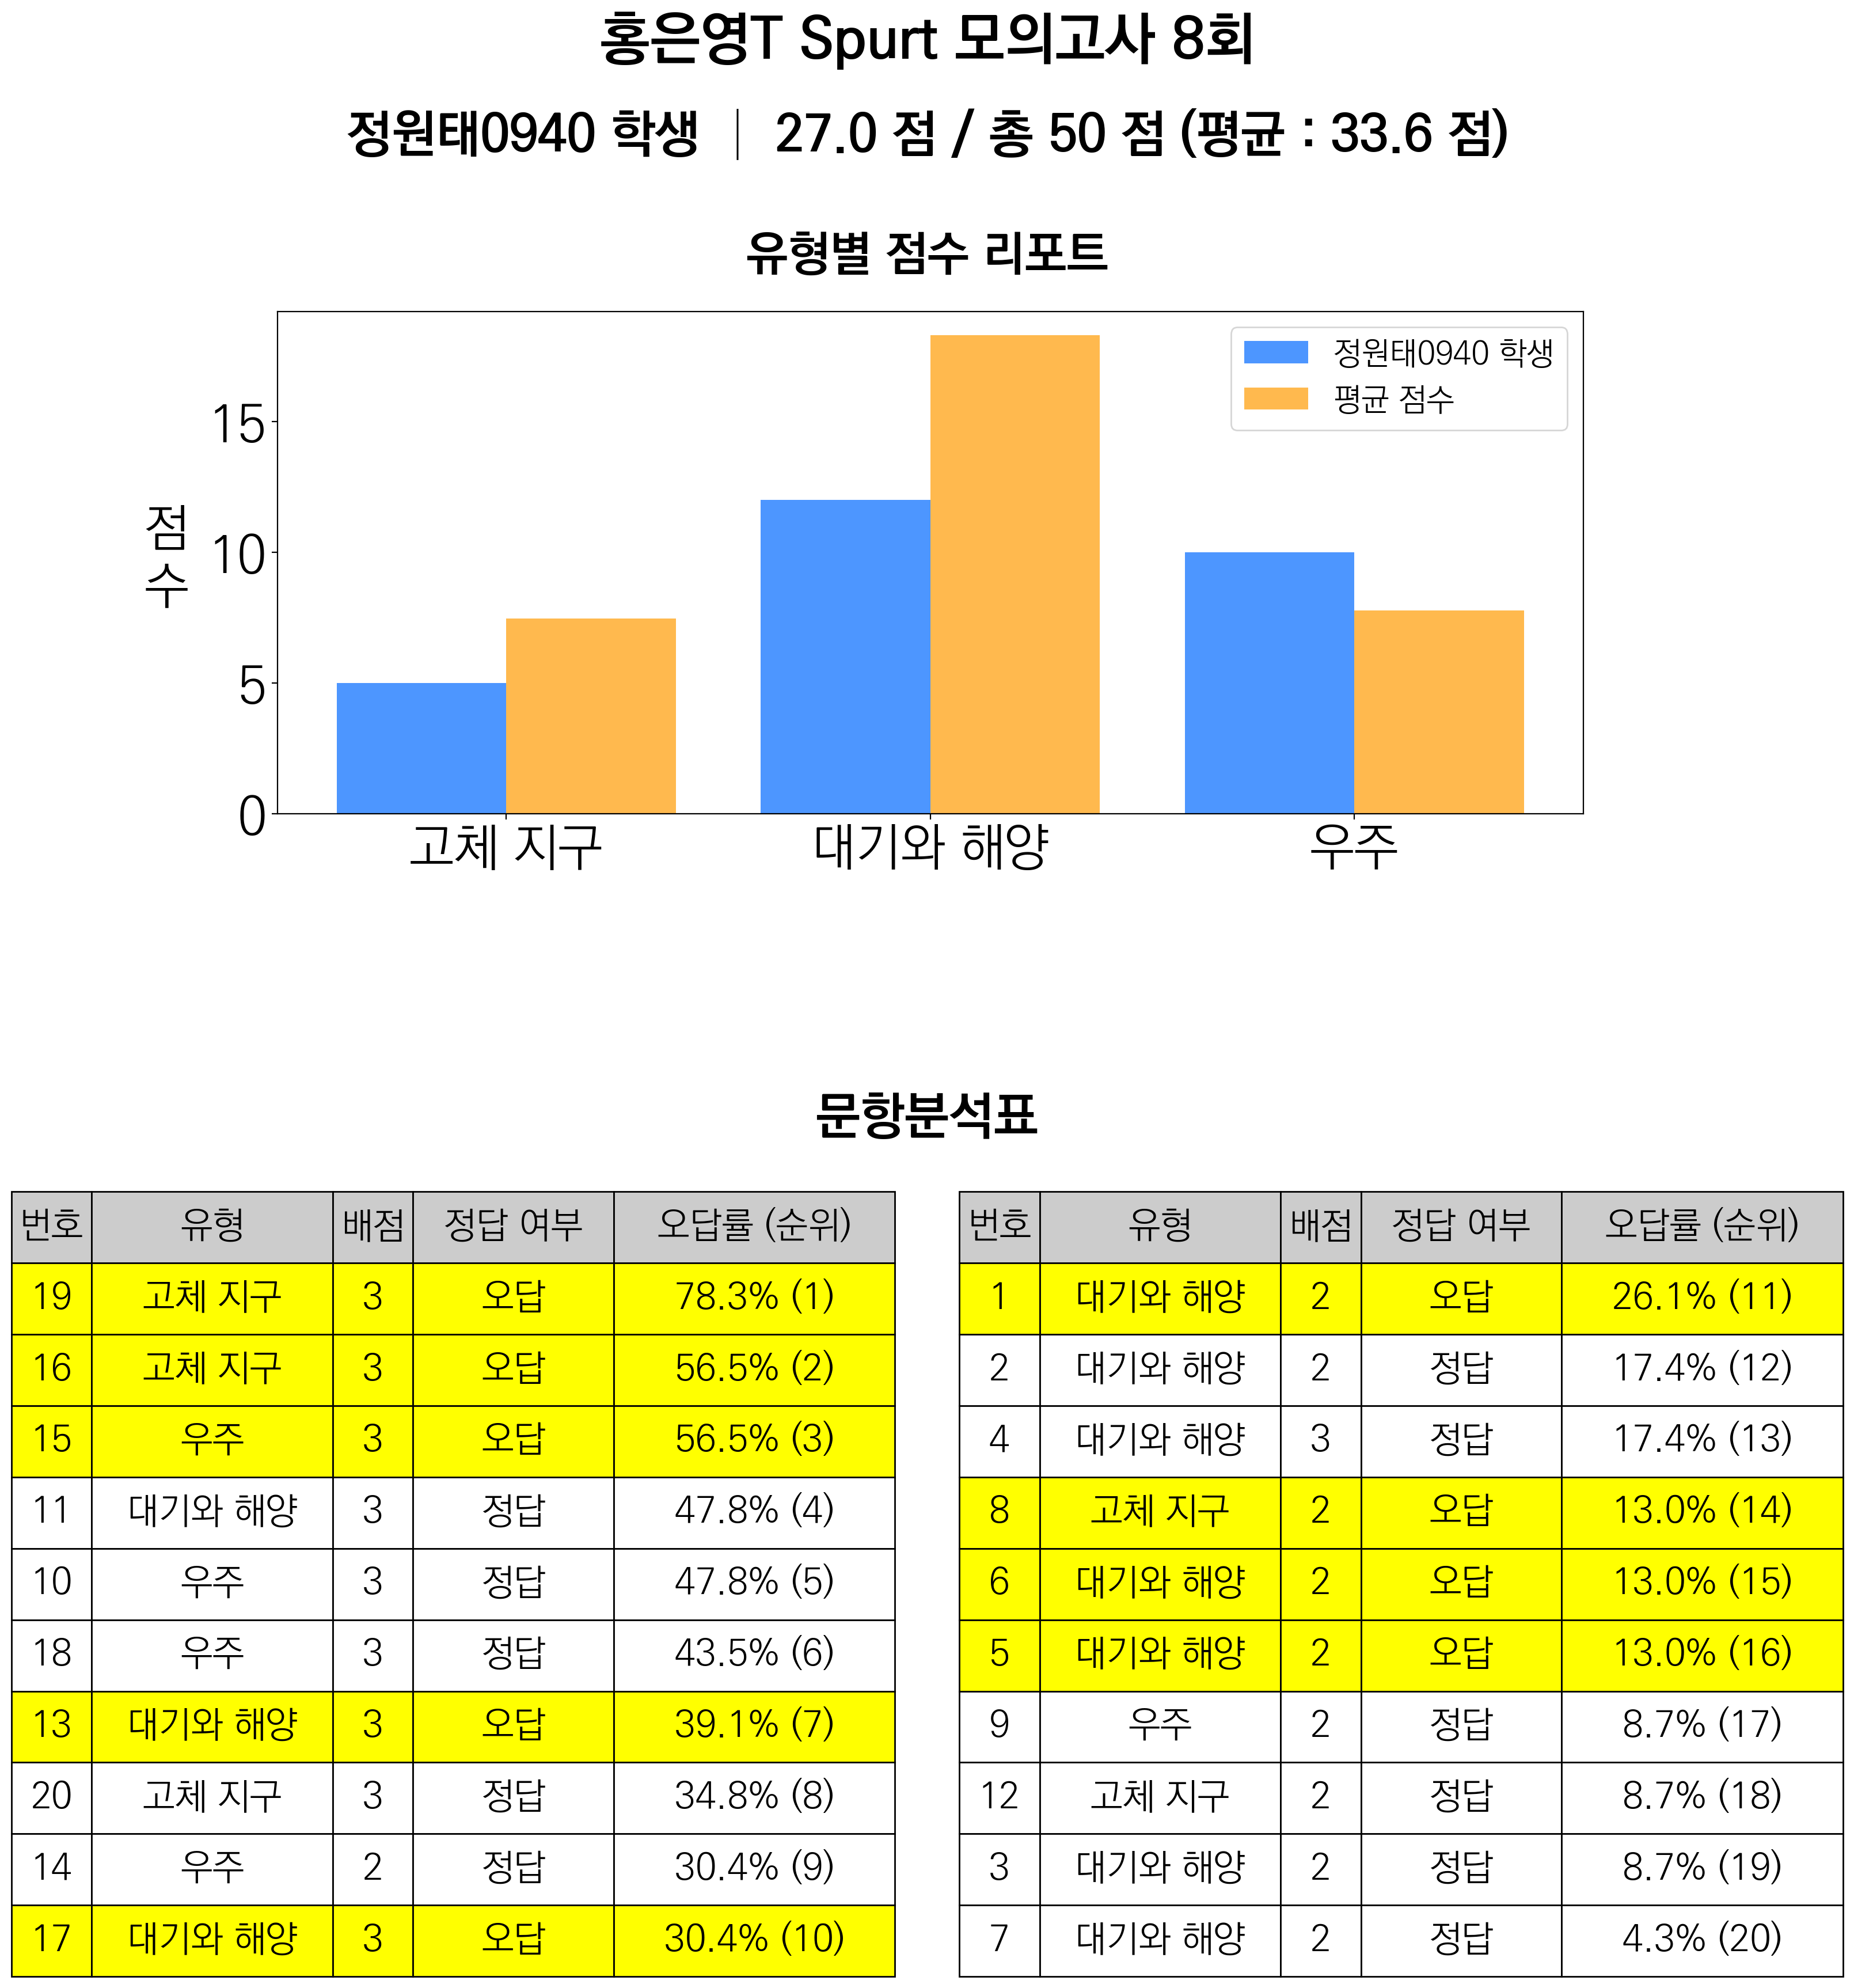 홍은영T Spurt 모의고사 8회
정원태0940 학생 | 27.0 점 / 총 50 점 (평균 : 33.6 점)
유형별 점수 리포트
정원태0940 학생
평균 점수
점
수
15
10
5
0
고체 지구 대기와 해양 우주
문항분석표
번호 유형 배점 정답 여부 오답률 (순위)
19 고체 지구 3 오답 78.3% (1)
16 고체 지구 3 오답 56.5% (2)
15 우주 3 오답 56.5% (3)
11 대기와 해양 3 정답 47.8% (4)
10 우주 3 정답 47.8% (5)
18 우주 3 정답 43.5% (6)
13 대기와 해양 3 오답 39.1% (7)
20 고체 지구 3 정답 34.8% (8)
14 우주 2 정답 30.4% (9)
17 대기와 해양 3 오답 30.4% (10)
번호 유형 배점 정답 여부 오답률 (순위)
1 대기와 해양 2 오답 26.1% (11)
2 대기와 해양 2 정답 17.4% (12)
4 대기와 해양 3 정답 17.4% (13)
8 고체 지구 2 오답 13.0% (14)
6 대기와 해양 2 오답 13.0% (15)
5 대기와 해양 2 오답 13.0% (16)
9 우주 2 정답 8.7% (17)
12 고체 지구 2 정답 8.7% (18)
3 대기와 해양 2 정답 8.7% (19)
7 대기와 해양 2 정답 4.3% (20)